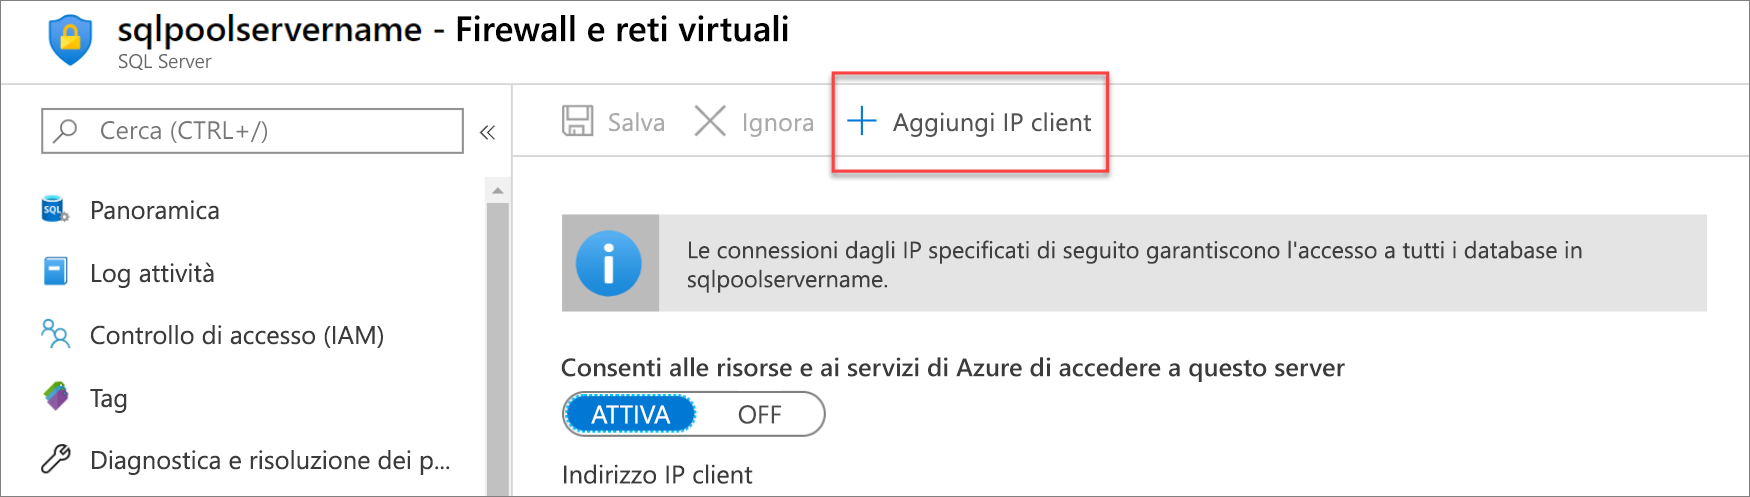 sqlpoolservername - Firewall e reti virtuali
SQL Server
Cerca (CTRL+/)
«
Salva
Ignora
Aggiungi IP client
SQL
Panoramica
Log attività
Controllo di accesso (IAM)
Tag
Diagnostica e risoluzione dei p...
Le connessioni dagli IP specificati di seguito garantiscono l'accesso a tutti i database in
sqlpoolservername.
Consenti alle risorse e ai servizi di Azure di accedere a questo server
ATTIVA OFF
Indirizzo IP client